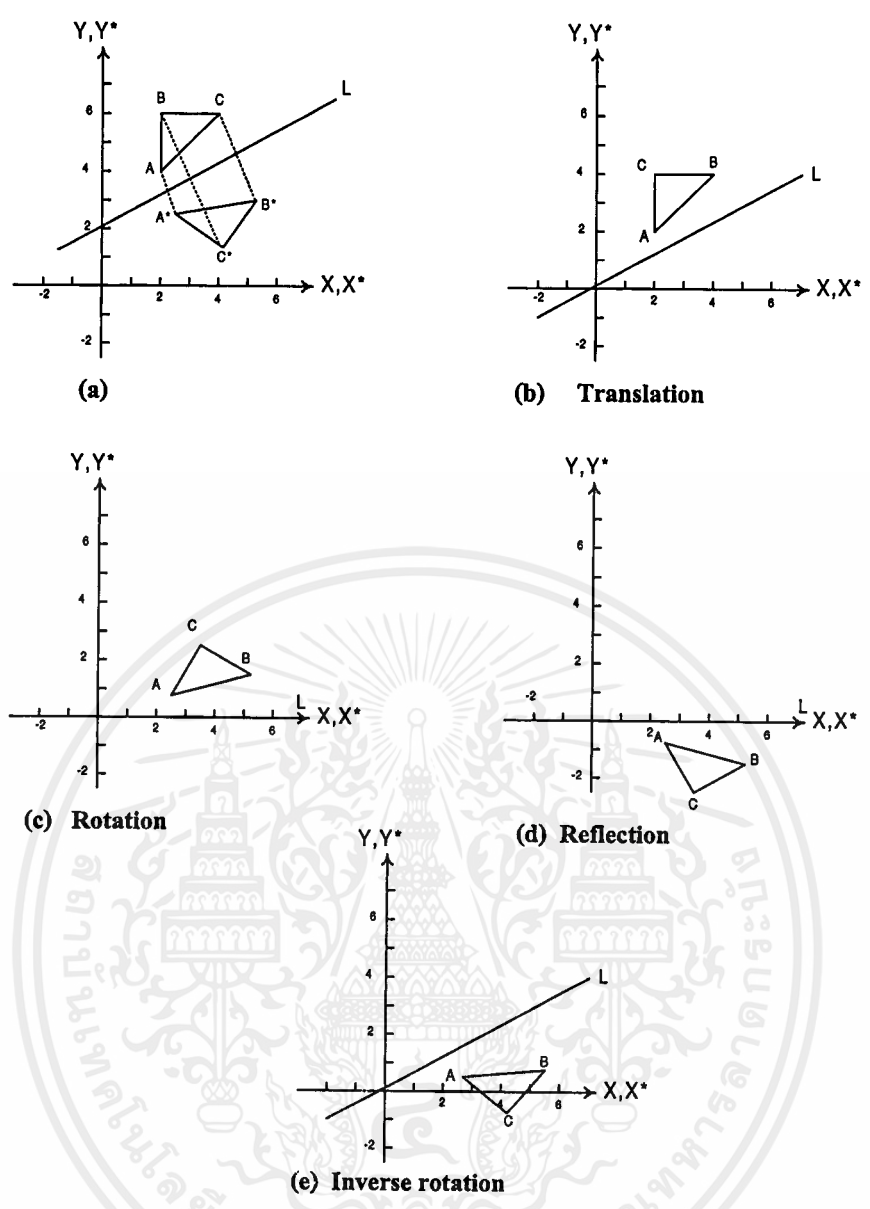 Y,Y*
6
4
2
-2
-2
2
4
6
X,X*
B
C
L
A
A*
B*
C*
(a)
Y,Y*
6
4
2
-2
-2
2
4
6
X,X*
C
B
L
A
(b) Translation
Y,Y*
6
4
2
-2
-2
2
4
6
L
X,X*
C
B
A
(c) Rotation
Y,Y*
6
4
2
-2
-2
-2
2
4
6
L
X,X*
A
B
C
(d) Reflection
Y,Y*
6
4
2
-2
2
4
6
X,X*
L
A
B
C
(e) Inverse rotation